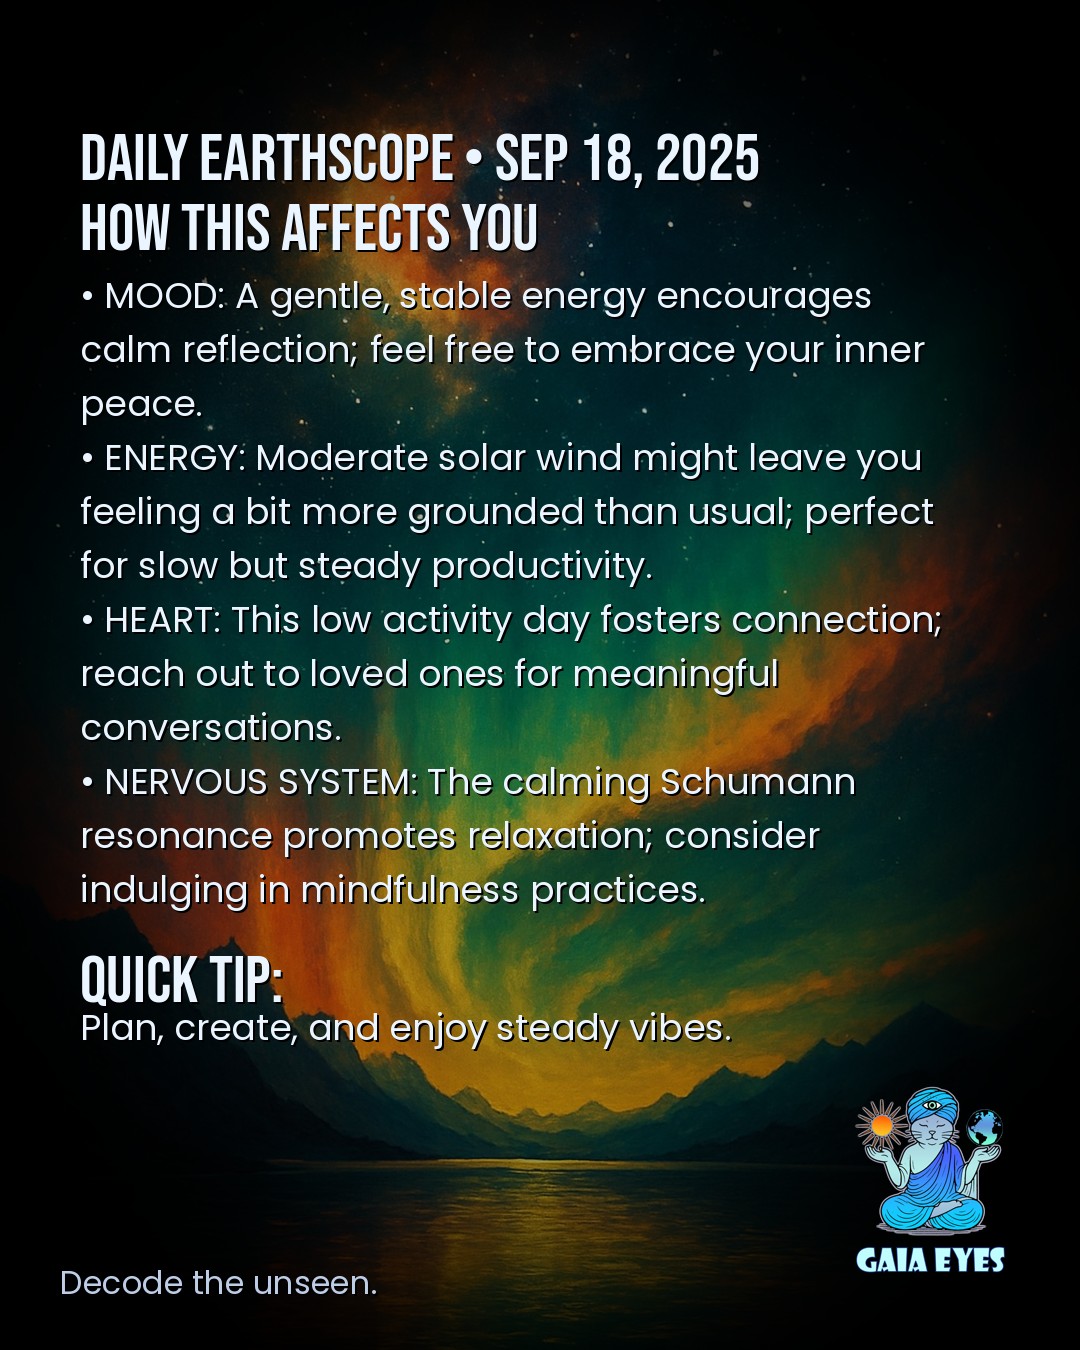 DAILY EARTHSCOPE • SEP 18, 2025
HOW THIS AFFECTS YOU
• MOOD: A gentle, stable energy encourages
calm reflection; feel free to embrace your inner
peace.
• ENERGY: Moderate solar wind might leave you
feeling a bit more grounded than usual; perfect
for slow but steady productivity.
• HEART: This low activity day fosters connection;
reach out to loved ones for meaningful
conversations.
• NERVOUS SYSTEM: The calming Schumann
resonance promotes relaxation; consider
indulging in mindfulness practices.
QUICK TIP:
Plan, create, and enjoy steady vibes.
GAIA EYES
Decode the unseen.